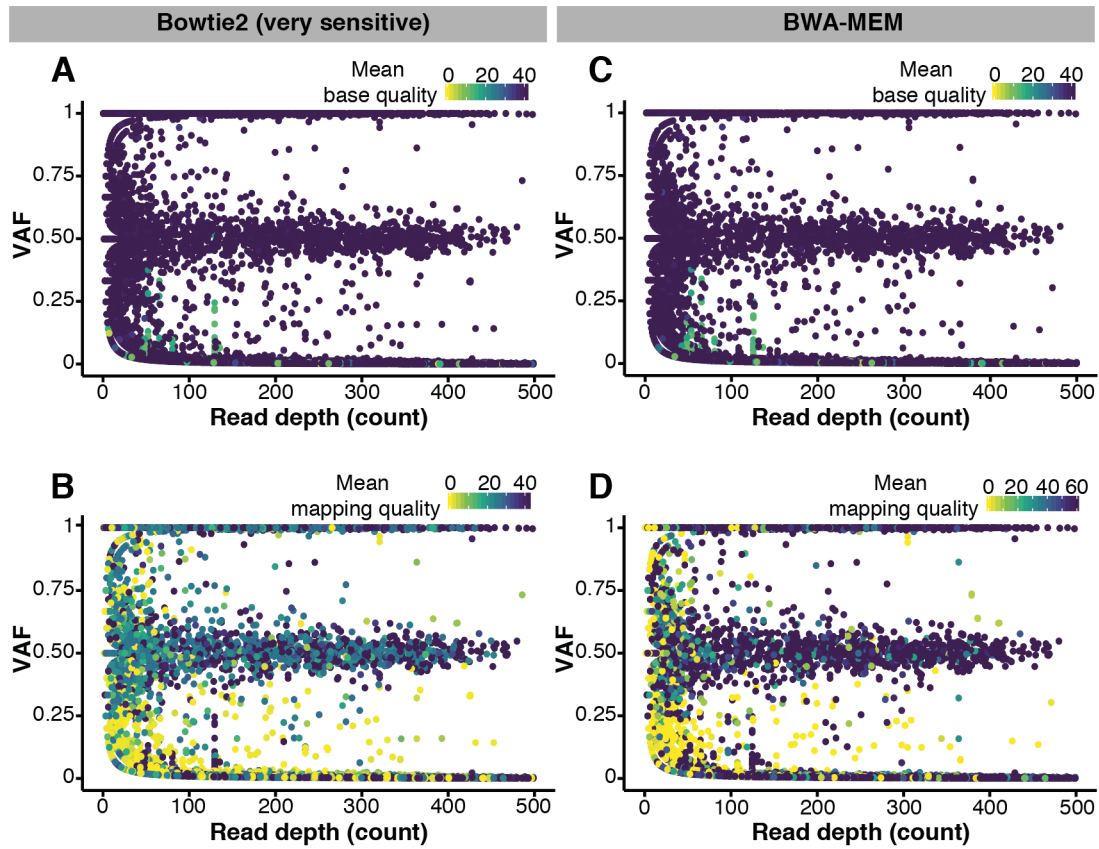 Bowtie2 (very sensitive)
BWA-MEM
A
Mean
base quality
0 20 40
VAF
1
0.75
0.50
0.25
0
0 100 200 300 400 500
Read depth (count)
C
Mean
base quality
0 20 40
VAF
1
0.75
0.50
0.25
0
0 100 200 300 400 500
Read depth (count)
B
Mean
mapping quality
0 20 40
VAF
1
0.75
0.50
0.25
0
0 100 200 300 400 500
Read depth (count)
D
Mean
mapping quality
0 20 40 60
VAF
1
0.75
0.50
0.25
0
0 100 200 300 400 500
Read depth (count)